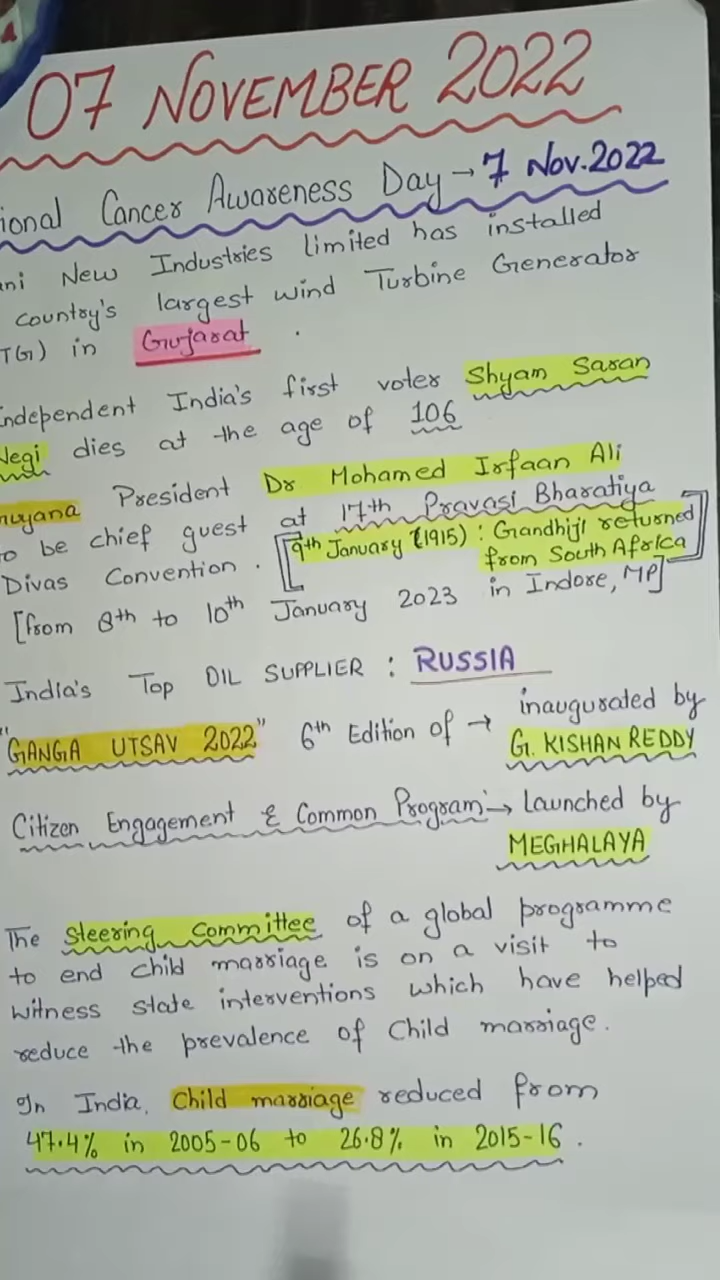 07 NOVEMBER 2022
ional Cancer Awareness Day → 7 Nov. 2022
ani New Industries limited has installed
country's largest wind Turbine Generator
TG) in Gujarat .
ndependent India's first voter Shyam Saran
Negi dies at the age of 106
uyana President Dr Mohamed Irfaan Ali
o be chief guest at 17th Pravasi Bharatiya
Divas Convention . [9th January (1915) : Gandhiji returned
from South Africa]
[from 8th to 10th January 2023 in Indore, MP]
India's Top OIL SUPPLIER : RUSSIA
"GANGA UTSAV 2022" 6th Edition of → inaugurated by
G. KISHAN REDDY
Citizen Engagement & Common Program → Launched by
MEGHALAYA
The Steering Committee of a global programme
to end child marriage is on a visit to
witness state interventions which have helped
reduce the prevalence of Child marriage.
In India, Child marriage reduced from
47.4% in 2005-06 to 26.8% in 2015-16 .